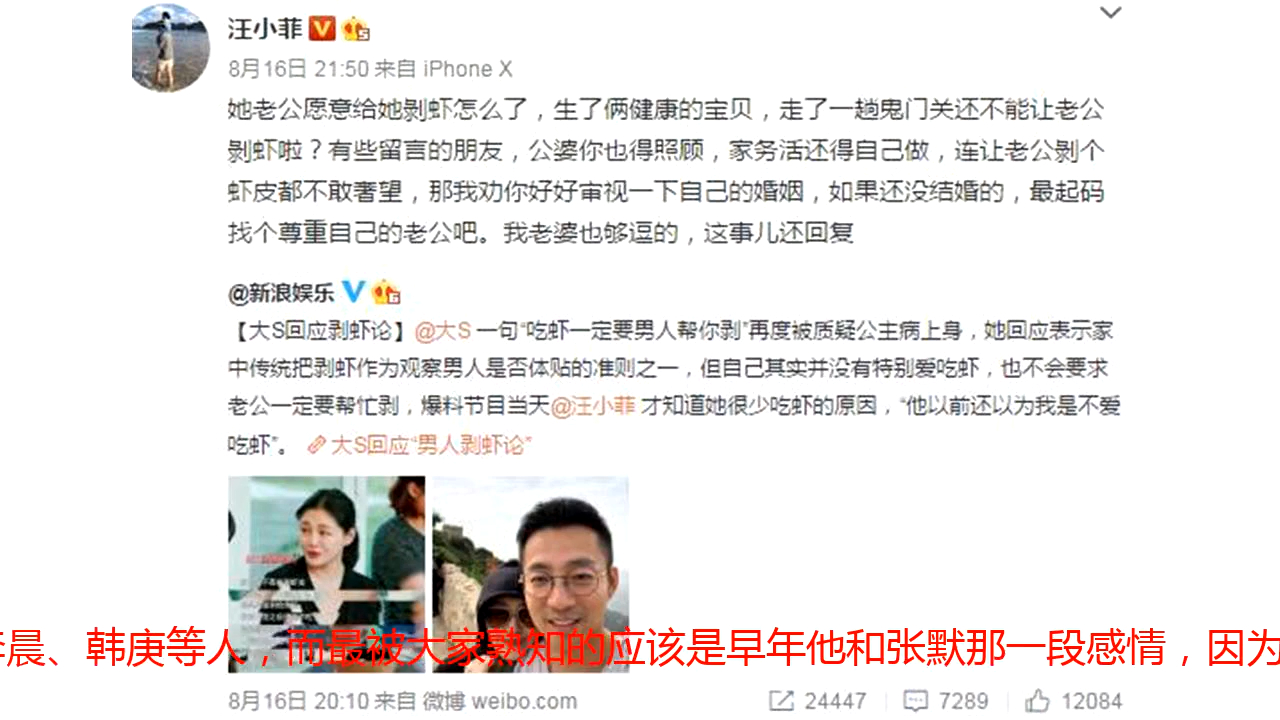 汪小菲
8月16日 21:50 来自 iPhone X
她老公愿意给她剥虾怎么了，生了俩健康的宝贝，走了一趟鬼门关还不能让老公
剥虾啦？有些留言的朋友，公婆你也得照顾，家务活还得自己做，连让老公剥个
虾皮都不敢奢望，那我劝你好好审视一下自己的婚姻，如果还没结婚的，最起码
找个尊重自己的老公吧。我老婆也够逗的，这事儿还回复
@新浪娱乐
【大S回应剥虾论】@大S 一句“吃虾一定要男人帮你剥”再度被质疑公主病上身，她回应表示家
中传统把剥虾作为观察男人是否体贴的准则之一，但自己其实并没有特别爱吃虾，也不会要求
老公一定要帮忙剥，爆料节目当天@汪小菲 才知道她很少吃虾的原因，“他以前还以为我是不爱
吃虾”。 大S回应“男人剥虾论”
晨、韩庚等人，而最被大家熟知的应该是早年他和张默那一段感情，因为
8月16日 20:10 来自 微博 weibo.com 24447 7289 12084